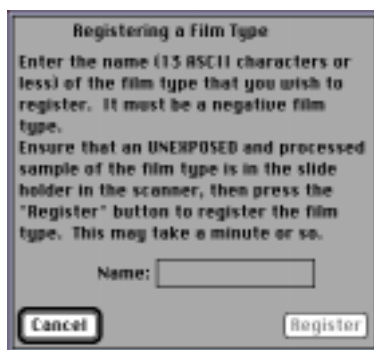 Registering a Film Type
Enter the name (13 ASCII characters or
less) of the film type that you wish to
register. It must be a negative film
type.
Ensure that an UNEXPOSED and processed
sample of the film type is in the slide
holder in the scanner, then press the
"Register" button to register the film
type. This may take a minute or so.
Name:
Cancel Register